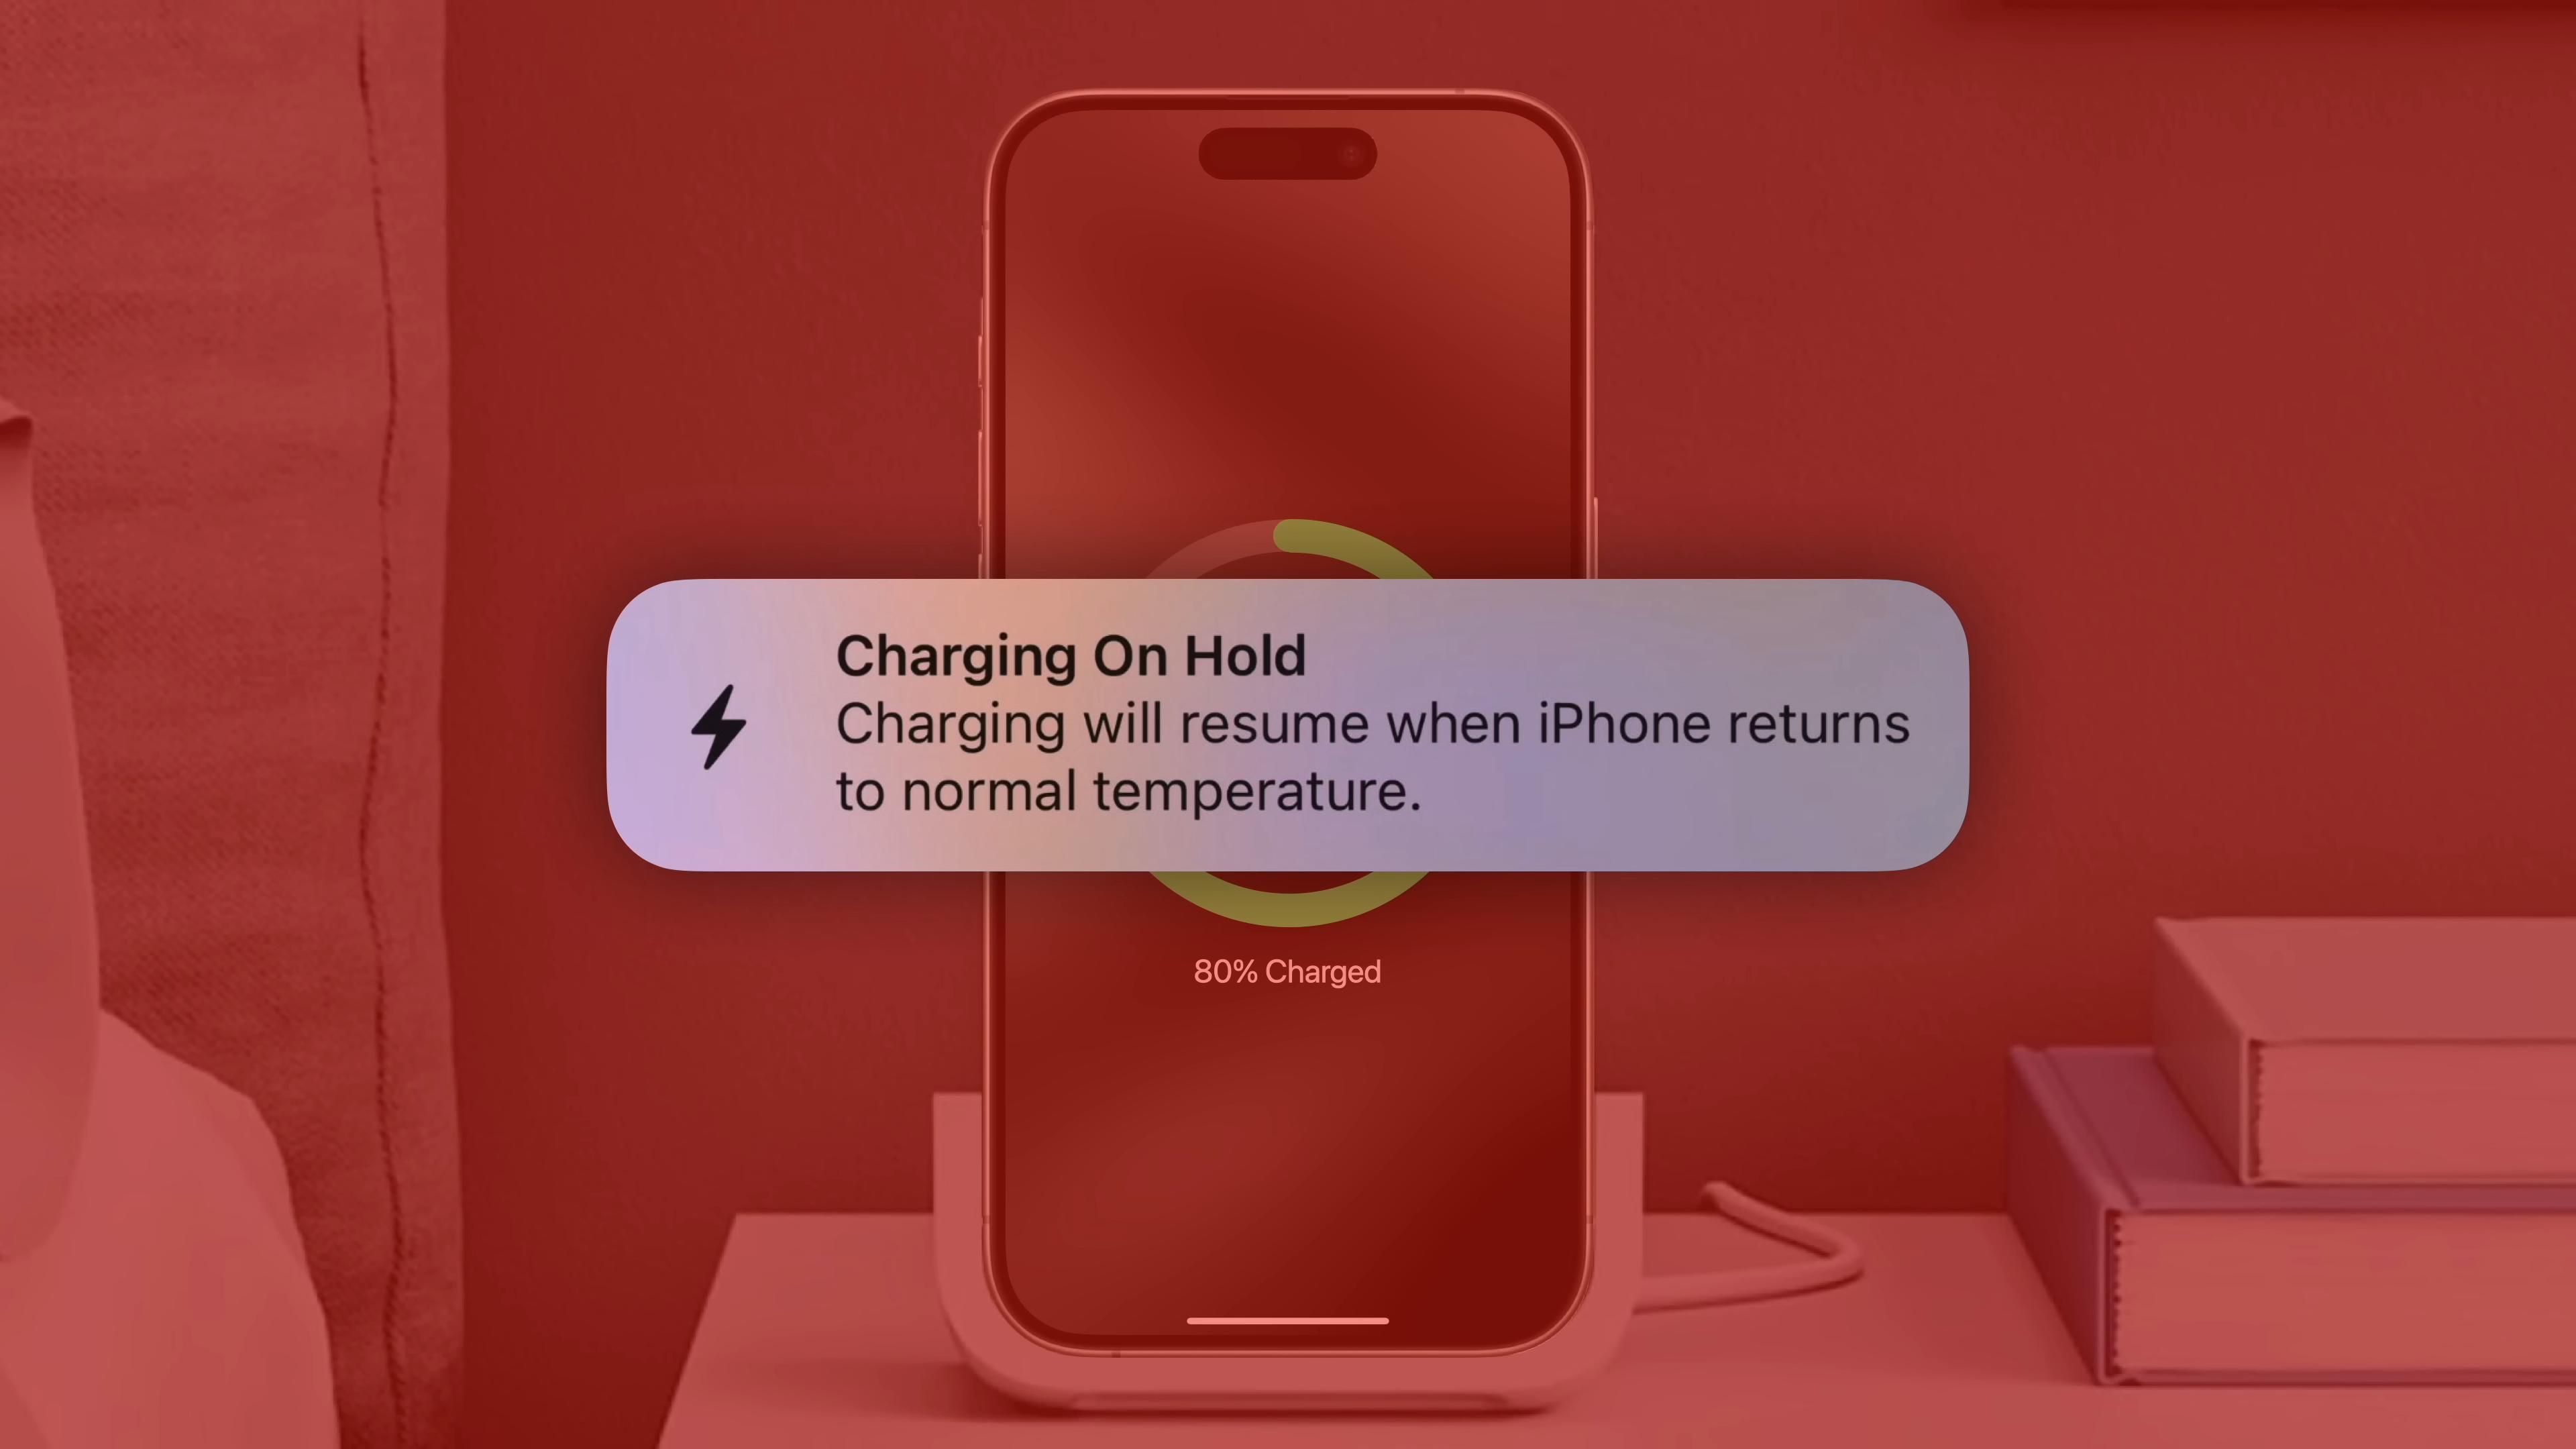 Charging On Hold
Charging will resume when iPhone returns
to normal temperature.
80% Charged